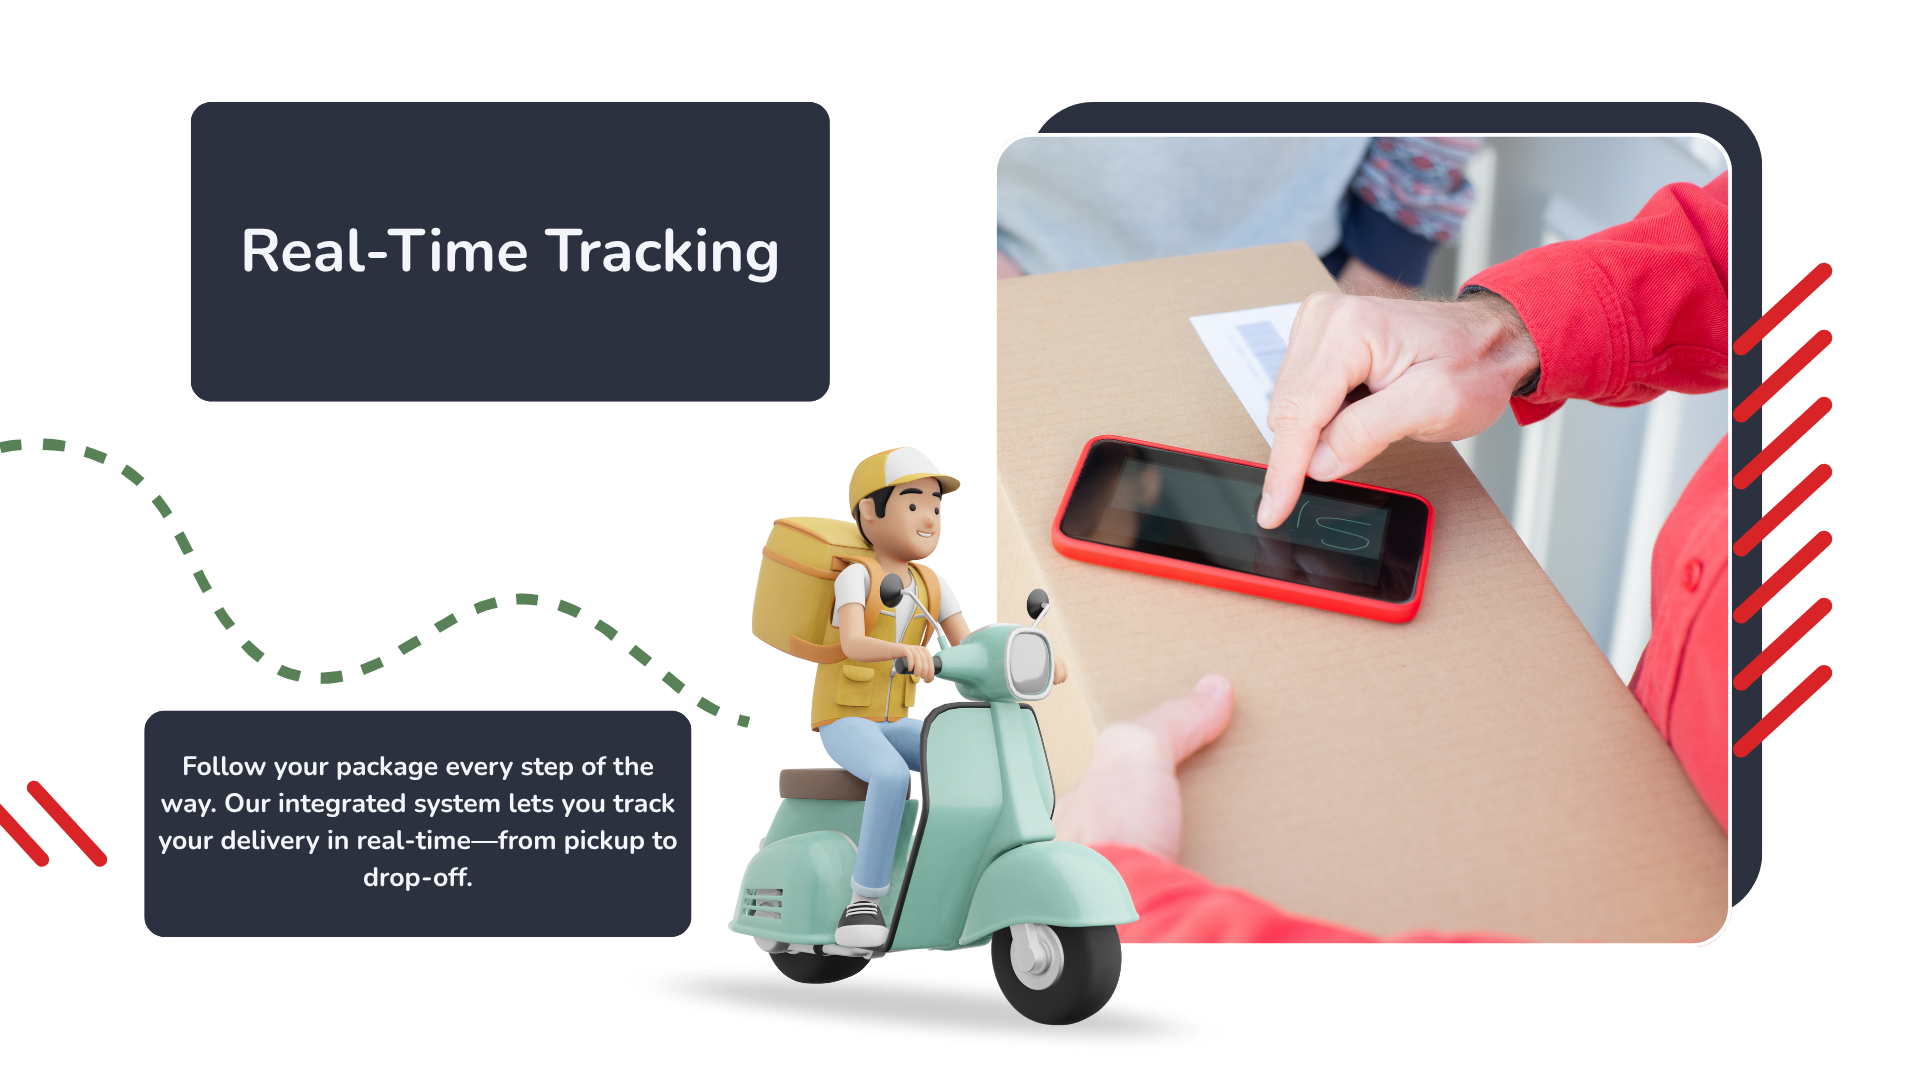 Real-Time Tracking
Follow your package every step of the
way. Our integrated system lets you track
your delivery in real-time—from pickup to
drop-off.